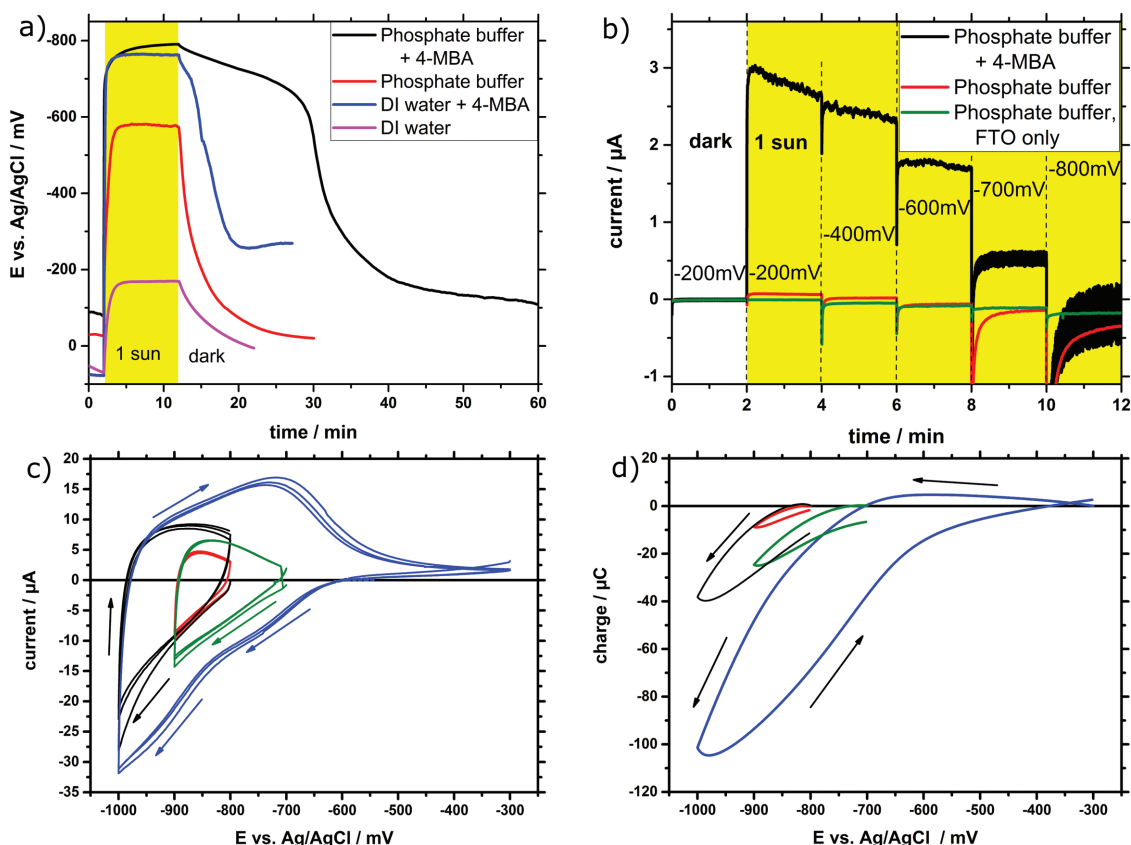 a)
E vs. Ag/AgCl / mV
-800
-600
-400
-200
0
0
10
20
30
40
50
60
time / min
Phosphate buffer
+ 4-MBA
Phosphate buffer
DI water + 4-MBA
DI water
1 sun
dark
b)
current / µA
3
2
1
0
-1
0
2
4
6
8
10
12
time / min
Phosphate buffer
+ 4-MBA
Phosphate buffer
Phosphate buffer,
FTO only
dark
1 sun
-200mV
-200mV
-400mV
-600mV
-700mV
-800mV
c)
current / µA
20
15
10
5
0
-5
-10
-15
-20
-25
-30
-35
-1000
-900
-800
-700
-600
-500
-400
-300
E vs. Ag/AgCl / mV
d)
charge / µC
20
0
-20
-40
-60
-80
-100
-120
-1000
-900
-800
-700
-600
-500
-400
-300
E vs. Ag/AgCl / mV